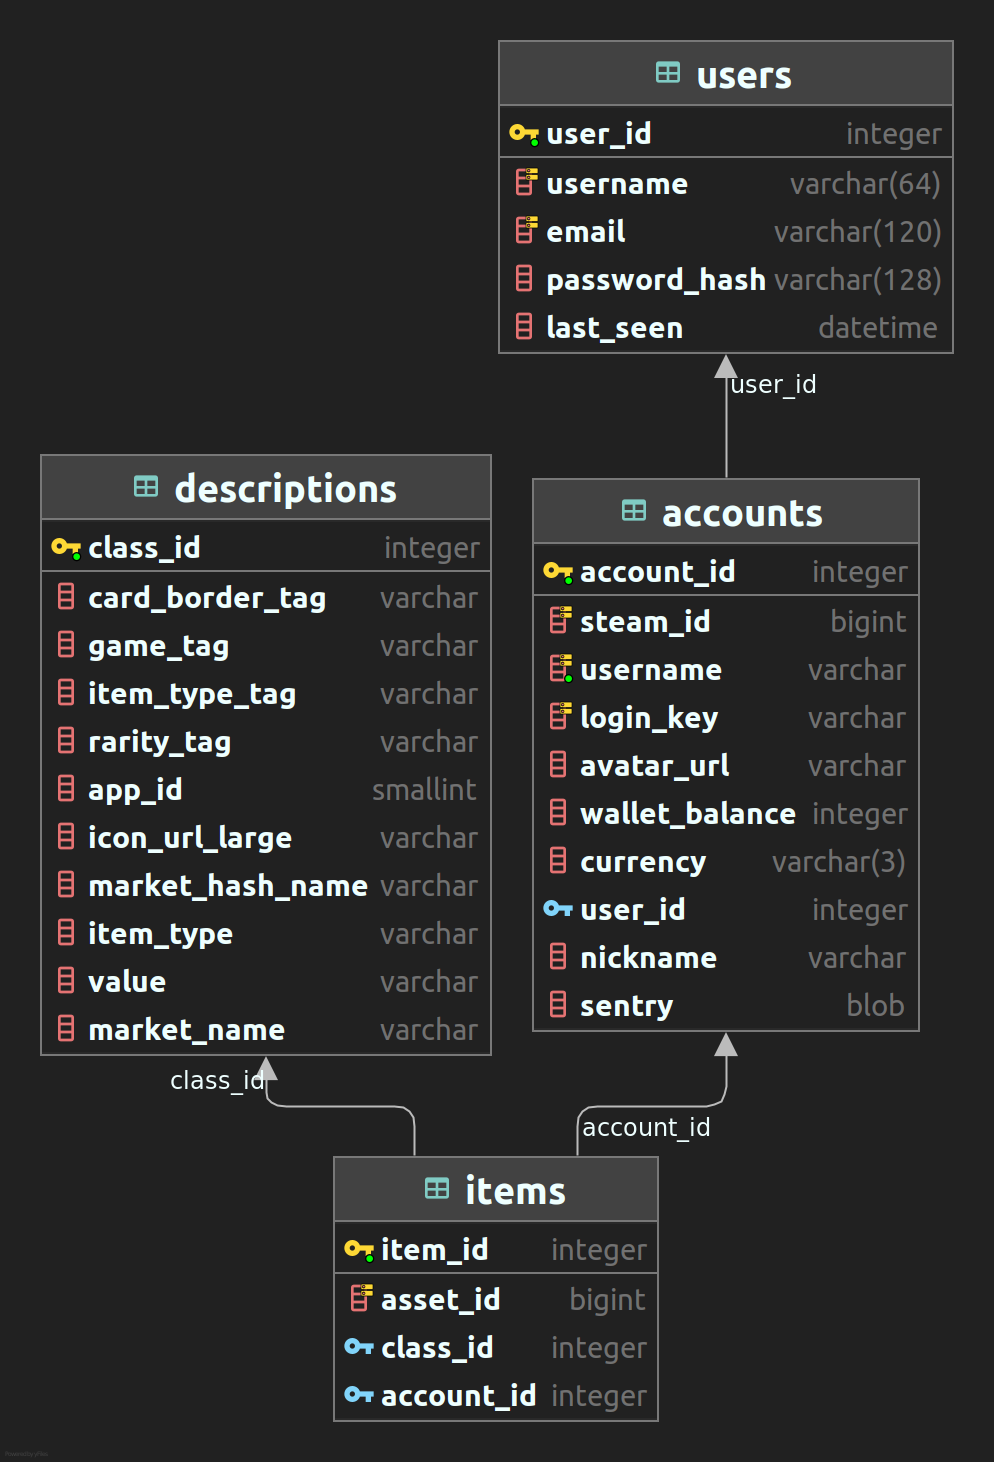 users
user_id integer
username varchar(64)
email varchar(120)
password_hash varchar(128)
last_seen datetime
user_id
descriptions
class_id integer
card_border_tag varchar
game_tag varchar
item_type_tag varchar
rarity_tag varchar
app_id smallint
icon_url_large varchar
market_hash_name varchar
item_type varchar
value varchar
market_name varchar
class_id
accounts
account_id integer
steam_id bigint
username varchar
login_key varchar
avatar_url varchar
wallet_balance integer
currency varchar(3)
user_id integer
nickname varchar
sentry blob
account_id
items
item_id integer
asset_id bigint
class_id integer
account_id integer